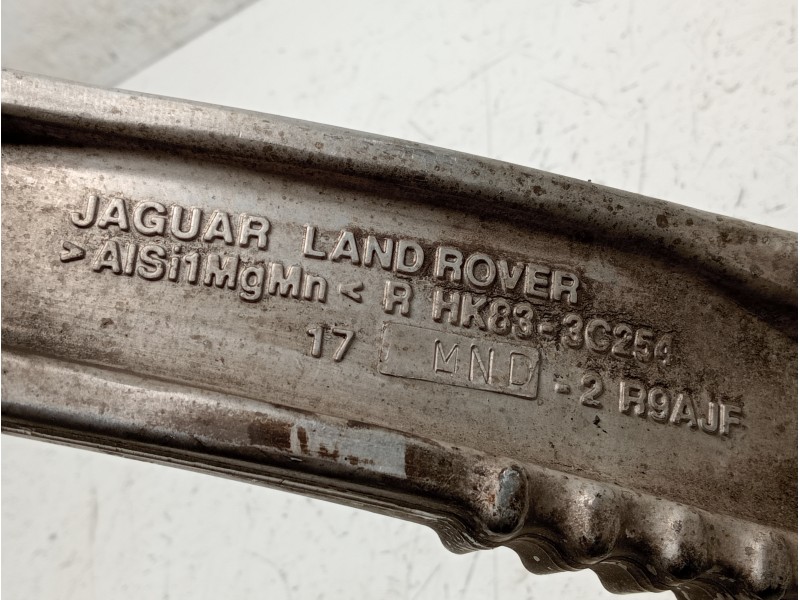 JAGUAR LAND ROVER
>AlSi1MgMn< R HK83-3C254
17 MND -2 R9AJF